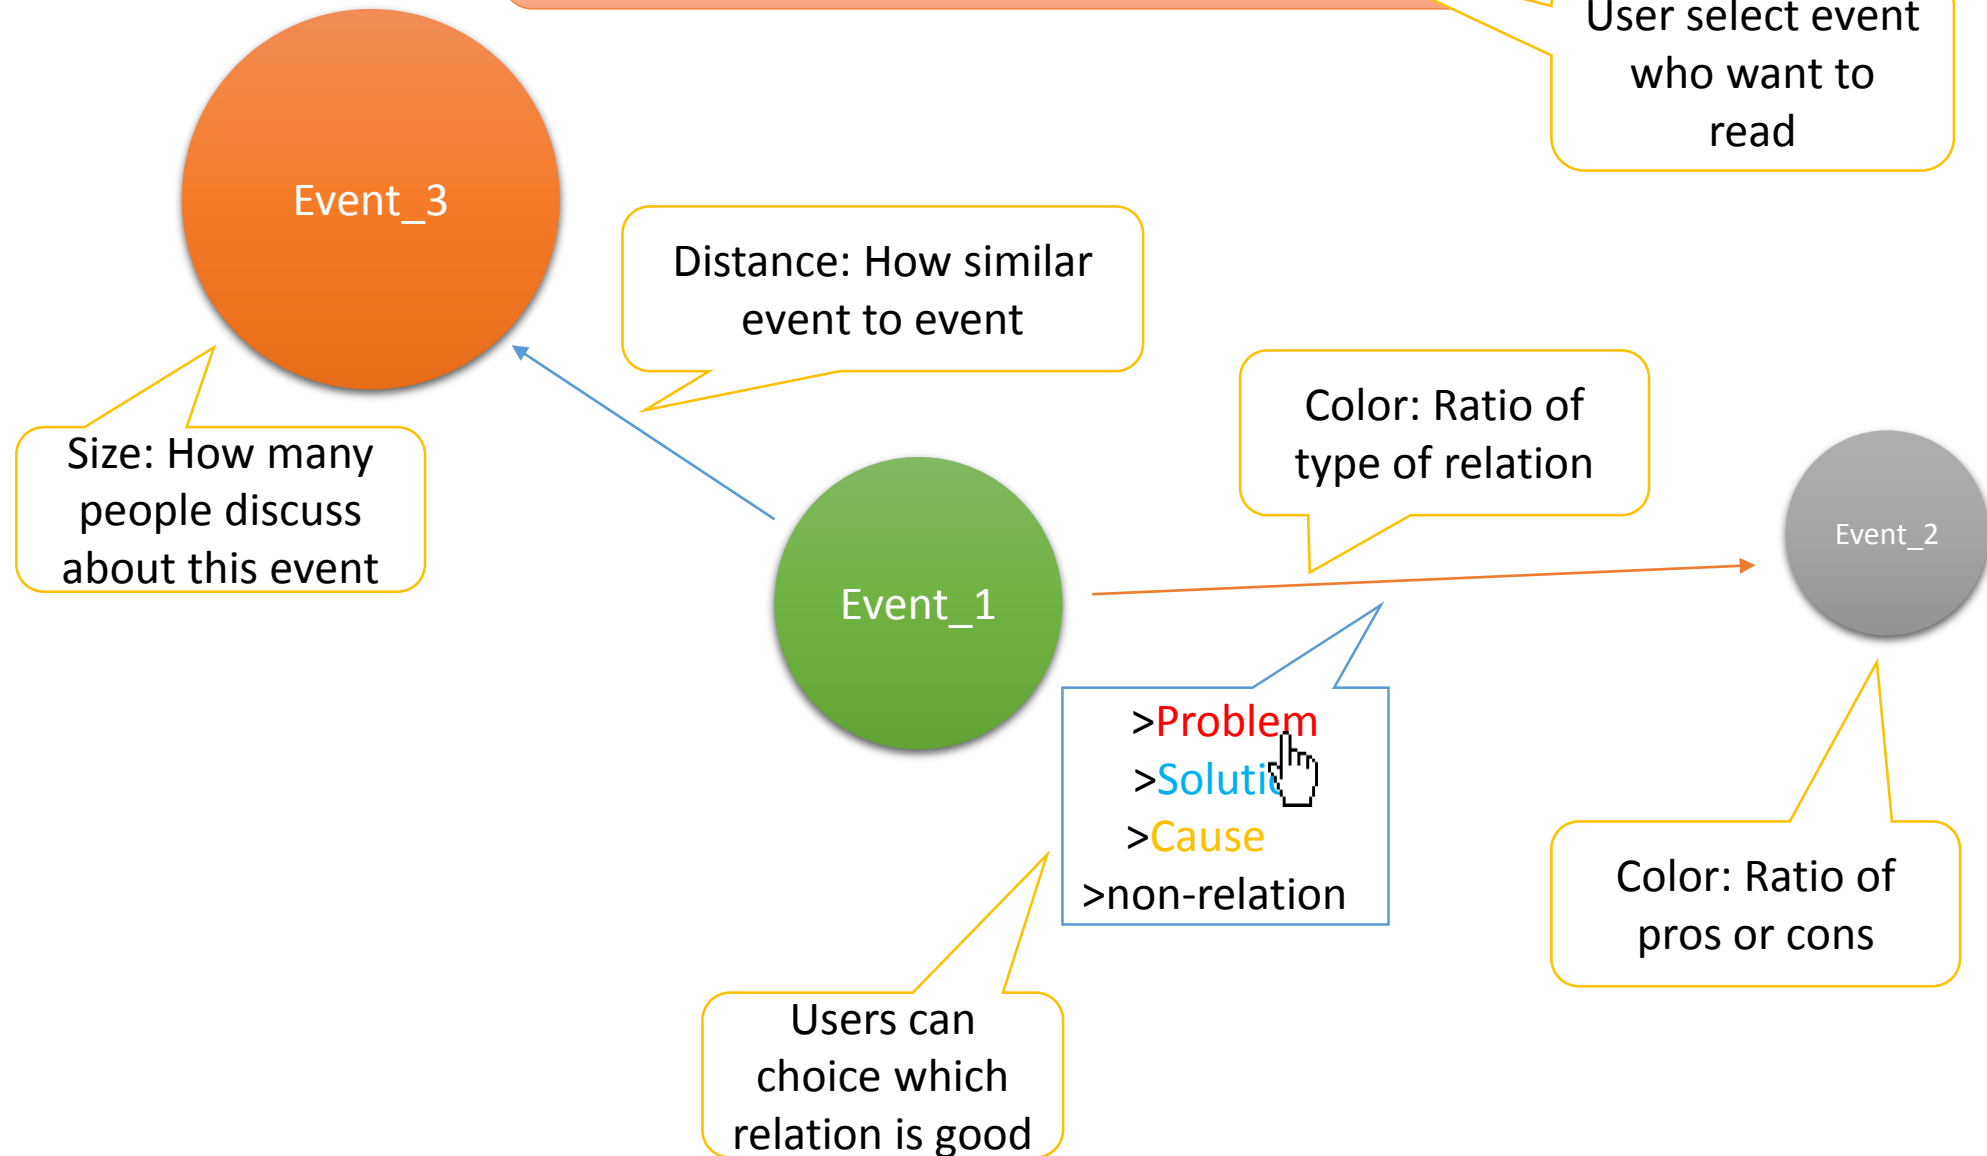 User select event
who want to
read
Event_3
Distance: How similar
event to event
Color: Ratio of
type of relation
Size: How many
people discuss
about this event
Event_2
Event_1
>Problem
>Soluti
>Cause
>non-relation
Color: Ratio of
pros or cons
Users can
choice which
relation is good